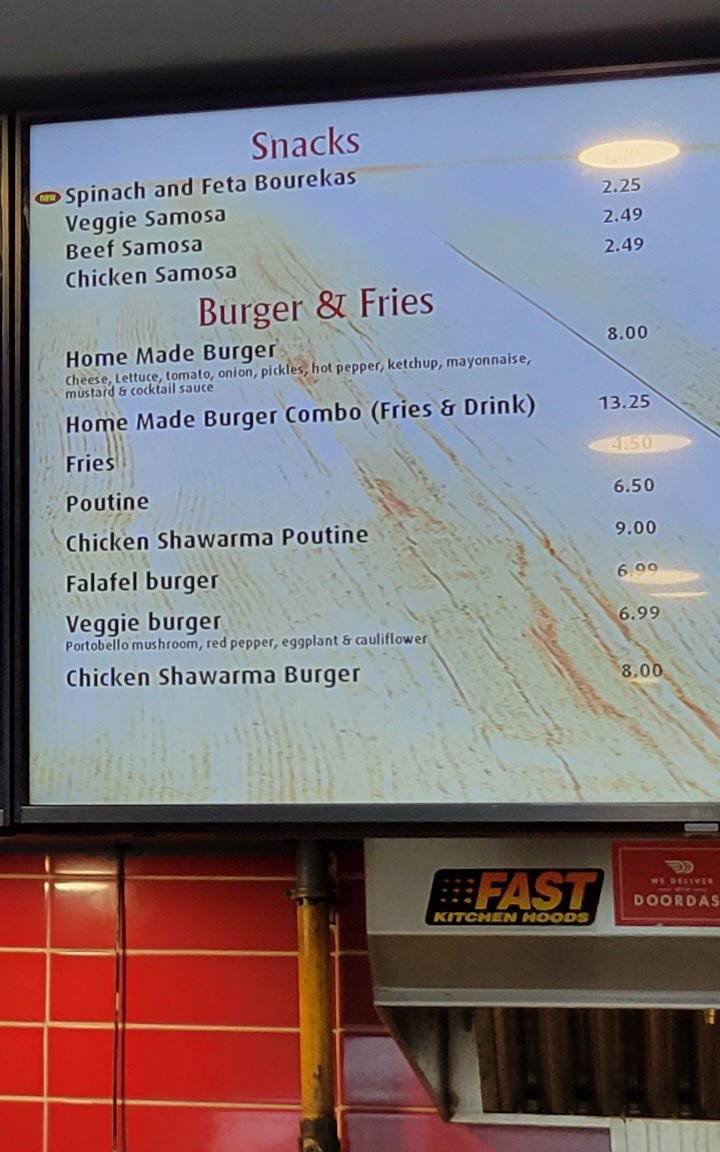 Snacks
new Spinach and Feta Bourekas
Veggie Samosa 2.25
Beef Samosa 2.49
Chicken Samosa 2.49
Burger & Fries
Home Made Burger 8.00
Cheese, Lettuce, tomato, onion, pickles, hot pepper, ketchup, mayonnaise,
mustard & cocktail sauce
Home Made Burger Combo (Fries & Drink) 13.25
Fries 4.50
Poutine 6.50
Chicken Shawarma Poutine 9.00
Falafel burger 6.99
Veggie burger 6.99
Portobello mushroom, red pepper, eggplant & cauliflower
Chicken Shawarma Burger 8.00
FAST
KITCHEN HOODS
WE DELIVER
WITH
DOORDAS